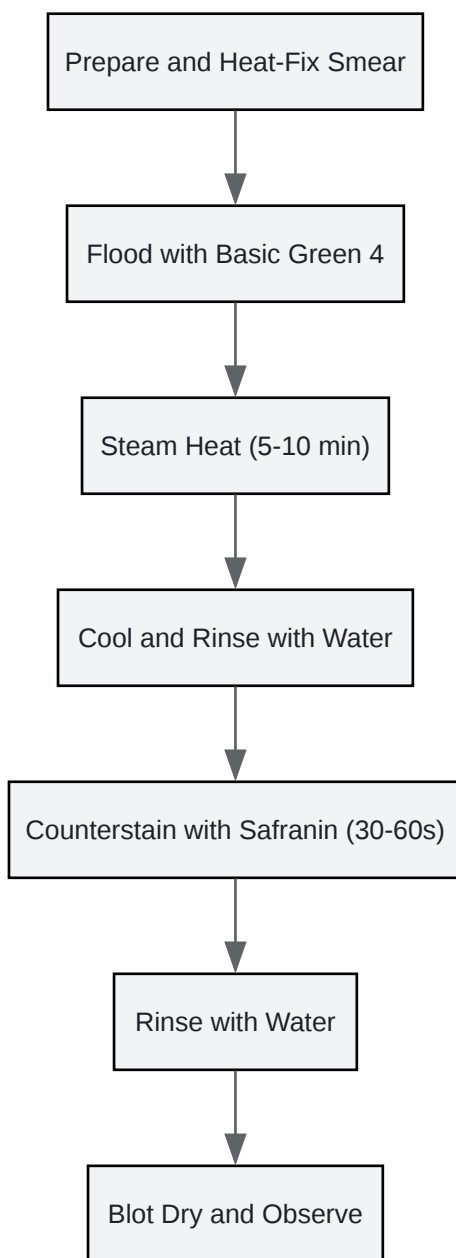 Prepare and Heat-Fix Smear
Flood with Basic Green 4
Steam Heat (5-10 min)
Cool and Rinse with Water
Counterstain with Safranin (30-60s)
Rinse with Water
Blot Dry and Observe